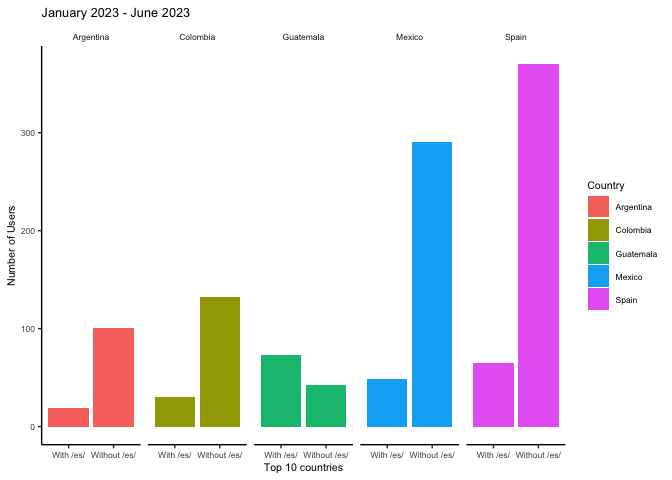 January 2023 - June 2023
Argentina Colombia Guatemala Mexico Spain
300
200
100
0
Number of Users
With /es/ Without /es/ With /es/ Without /es/ With /es/ Without /es/ With /es/ Without /es/ With /es/ Without /es/
Top 10 countries
Country
Argentina
Colombia
Guatemala
Mexico
Spain